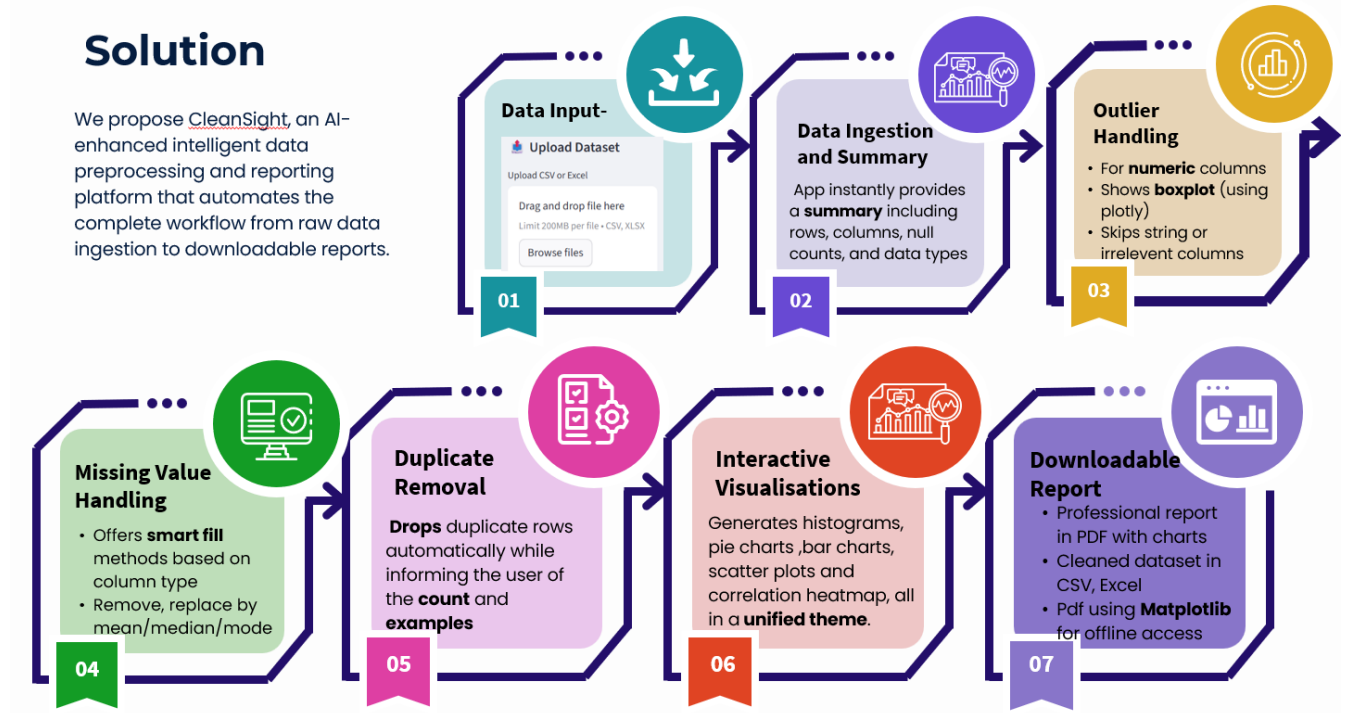 Solution
We propose CleanSight, an AI-
enhanced intelligent data
preprocessing and reporting
platform that automates the
complete workflow from raw data
ingestion to downloadable reports.
Data Input-
Upload Dataset
Upload CSV or Excel
Drag and drop file here
Limit 200MB per file • CSV, XLSX
Browse files
01
Data Ingestion
and Summary
App instantly provides
a summary including
rows, columns, null
counts, and data types
02
Outlier
Handling
• For numeric columns
• Shows boxplot (using
plotly)
• Skips string or
irrelevent columns
03
Missing Value
Handling
• Offers smart fill
methods based on
column type
• Remove, replace by
mean/median/mode
04
Duplicate
Removal
Drops duplicate rows
automatically while
informing the user of
the count and
examples
05
Interactive
Visualisations
Generates histograms,
pie charts ,bar charts,
scatter plots and
correlation heatmap, all
in a unified theme.
06
Downloadable
Report
• Professional report
in PDF with charts
• Cleaned dataset in
CSV, Excel
• Pdf using Matplotlib
for offline access
07